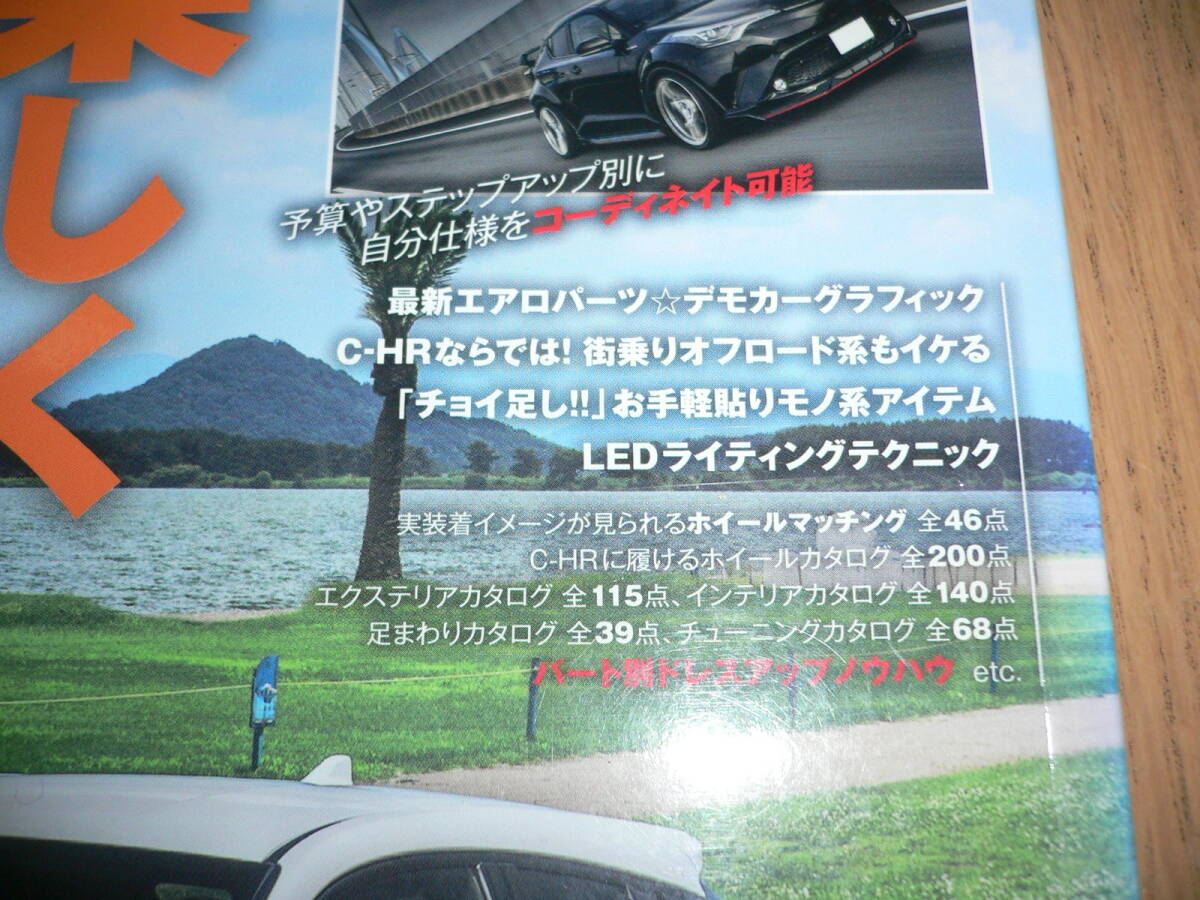 楽しく
予算やステップアップ別に
自分仕様をコーディネイト可能
最新エアロパーツ☆デモカーグラフィック
C-HRならでは! 街乗りオフロード系もイケる
「チョイ足し!!」お手軽貼りモノ系アイテム
LEDライティングテクニック
実装着イメージが見られるホイールマッチング 全46点
C-HRに履けるホイールカタログ 全200点
エクステリアカタログ 全115点、インテリアカタログ 全140点
足まわりカタログ 全39点、チューニングカタログ 全68点
パート別ドレスアップノウハウ etc.